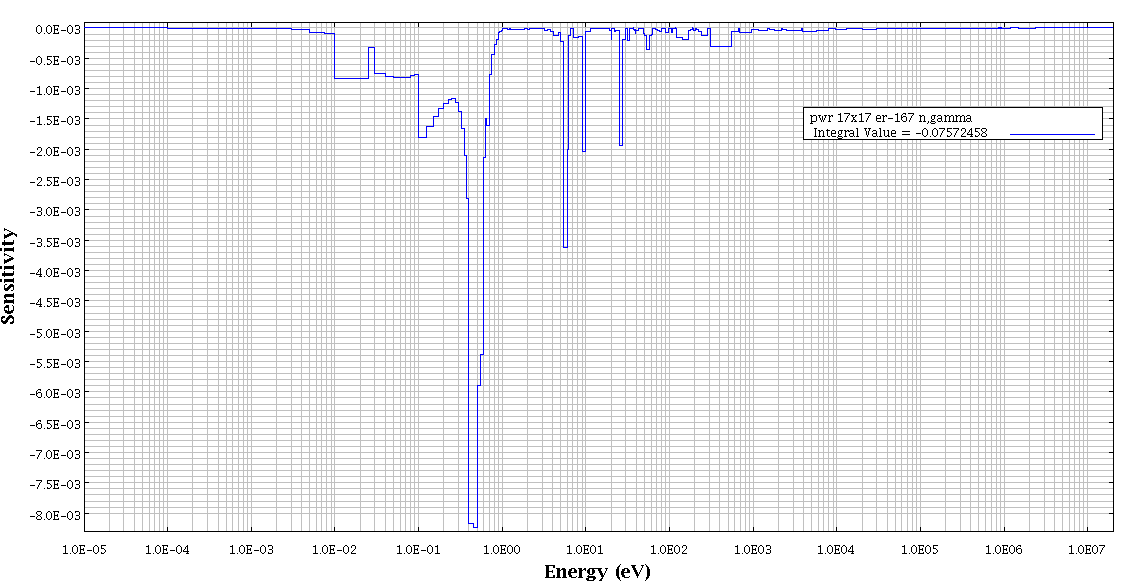 0.0E-03
-0.5E-03
-1.0E-03
-1.5E-03
-2.0E-03
-2.5E-03
-3.0E-03
-3.5E-03
-4.0E-03
-4.5E-03
-5.0E-03
-5.5E-03
-6.0E-03
-6.5E-03
-7.0E-03
-7.5E-03
-8.0E-03
Sensitivity
pwr 17x17 er-167 n,gamma
Integral Value = -0.07572458
1.0E-05 1.0E-04 1.0E-03 1.0E-02 1.0E-01 1.0E00 1.0E01 1.0E02 1.0E03 1.0E04 1.0E05 1.0E06 1.0E07
Energy (eV)